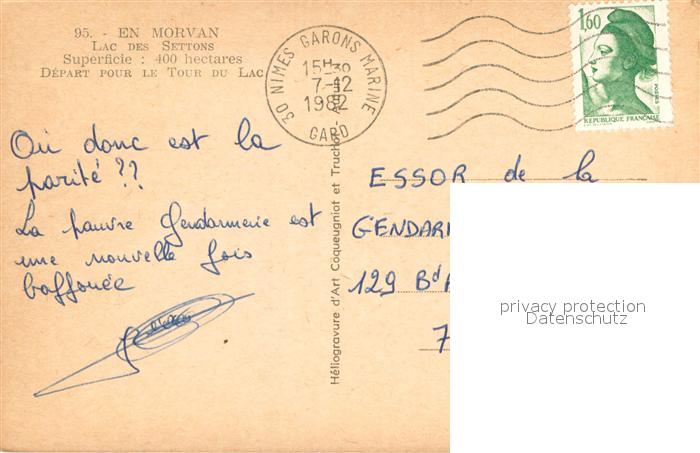 95. - EN MORVAN
LAC DES SETTONS
Superficie : 400 hectares
DÉPART POUR LE TOUR DU LAC
30 NIMES GARONS MARINE
15H30
7-12
1982
GARD
1,60
REPUBLIQUE FRANÇAISE
POSTES
Où donc est la
parité ??
La pauvre Gendarmerie est
une nouvelle fois
baffouée
Héliogravure d'Art Coqueugniot et Truchot
ESSOR de la
GENDAR
129 Bd
7
privacy protection
Datenschutz